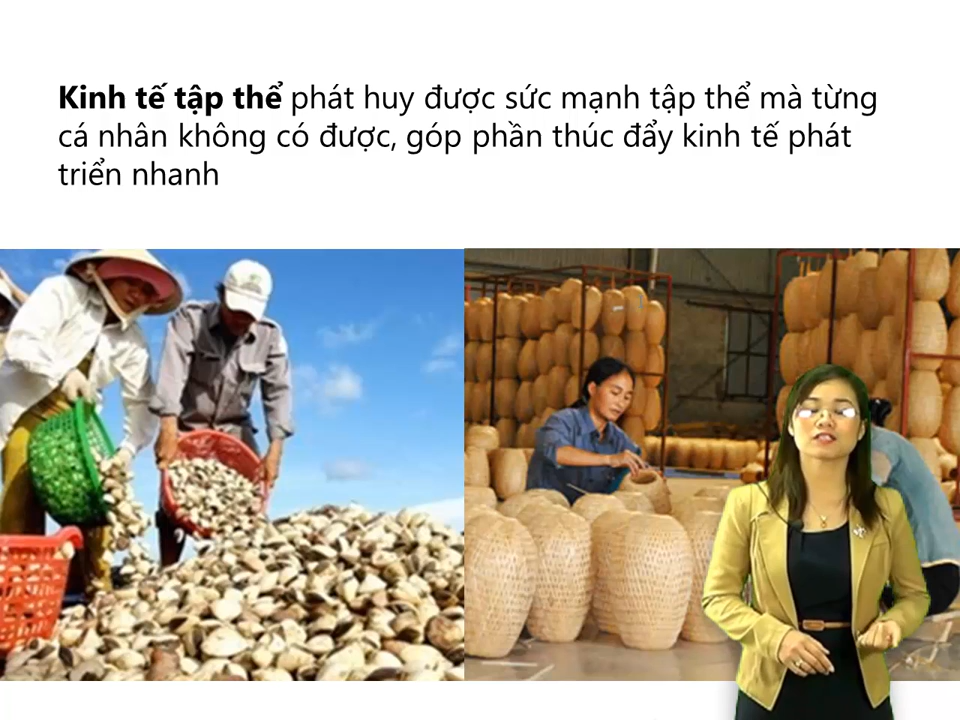 Kinh tế tập thể phát huy được sức mạnh tập thể mà từng
cá nhân không có được, góp phần thúc đẩy kinh tế phát
triển nhanh